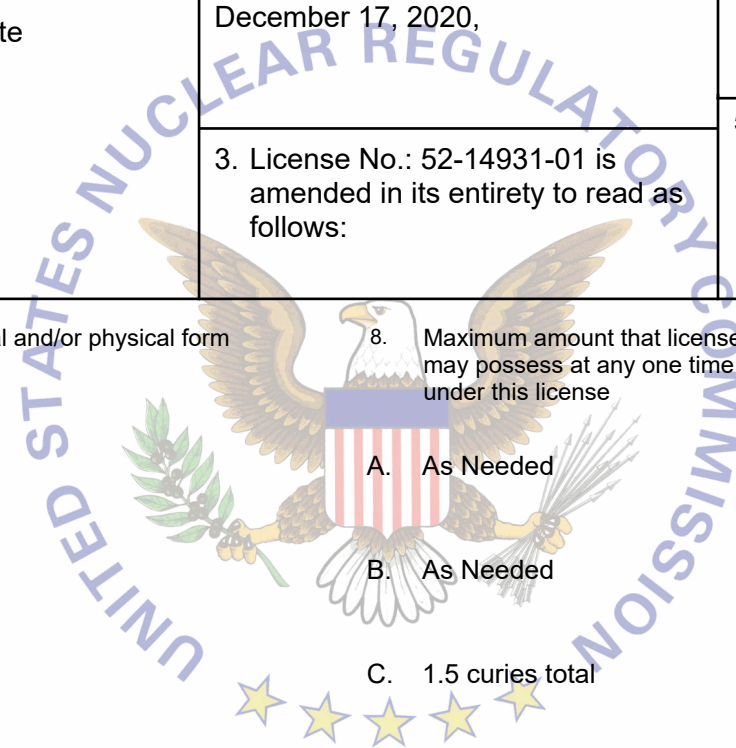 te
December 17, 2020,
3. License No.: 52-14931-01 is
amended in its entirety to read as
follows:
l and/or physical form
8. Maximum amount that license
may possess at any one time
under this license
A. As Needed
B. As Needed
C. 1.5 curies total
UNITED STATES NUCLEAR REGULATORY COMMISSION